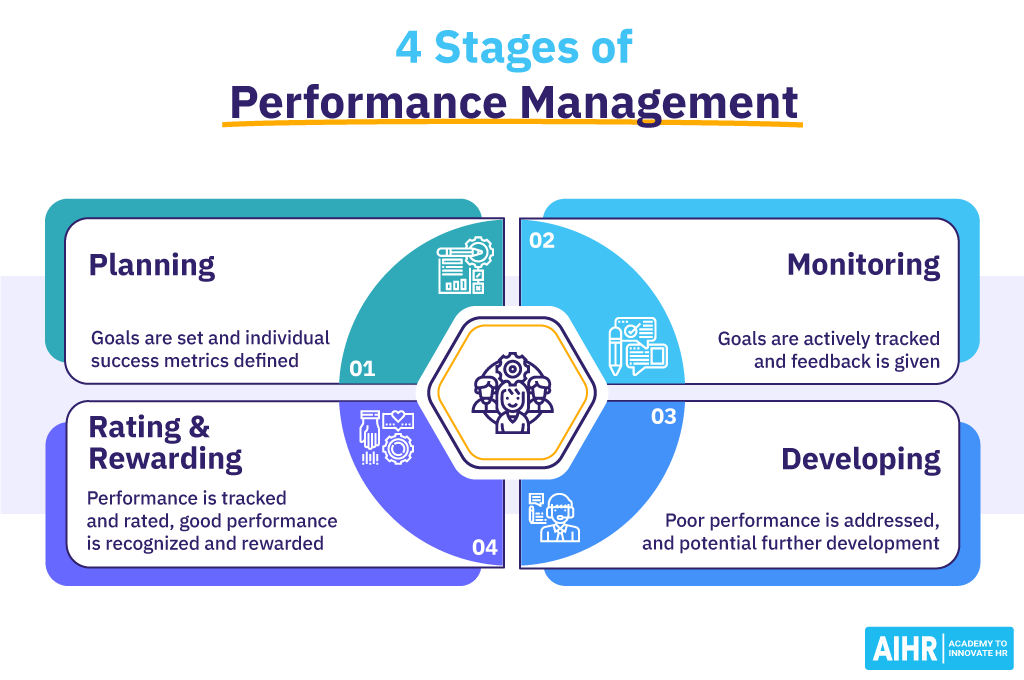 4 Stages of
Performance Management
Planning
Goals are set and individual
success metrics defined
01
02
Monitoring
Goals are actively tracked
and feedback is given
03
Developing
Poor performance is addressed,
and potential further development
Rating &
Rewarding
Performance is tracked
and rated, good performance
is recognized and rewarded
04
AIHR
ACADEMY TO
INNOVATE HR